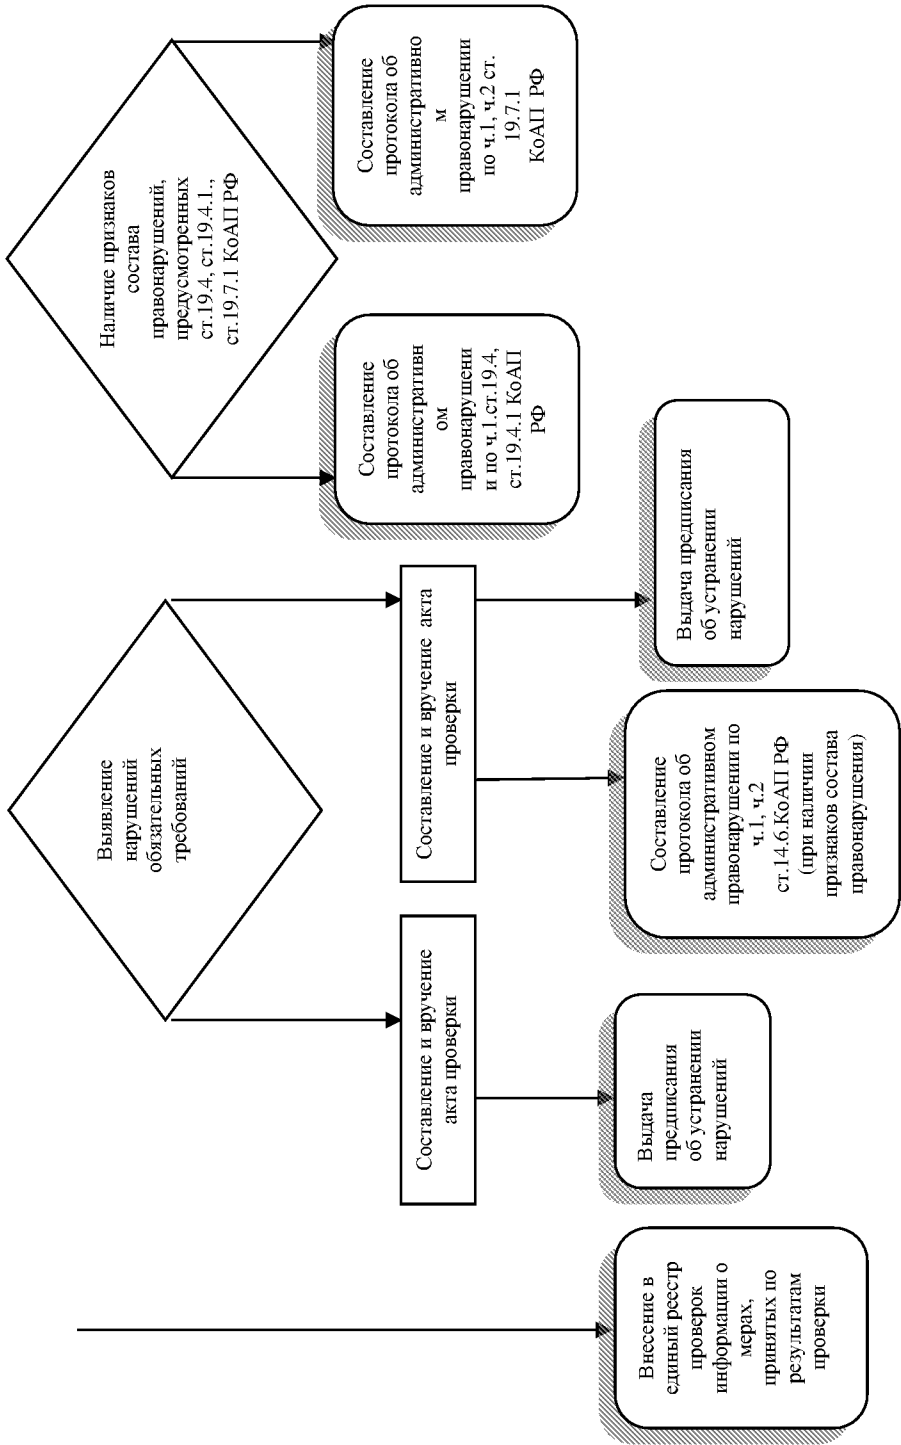 Наличие признаков
состава
правонарушений,
предусмотренных
ст.19.4, ст.19.4.1.,
ст.19.7.1 КоАП РФ
Составление
протокола об
административно
м
правонарушении
по ч.1, ч.2 ст.
19.7.1
КоАП РФ
Составление
протокола об
административн
ом
правонарушени
и по ч.1.ст.19.4,
ст.19.4.1 КоАП
РФ
Выявление
нарушений
обязательных
требований
Составление и вручение акта
проверки
Выдача предписания
об устранении
нарушений
Составление
протокола об
административном
правонарушении по
ч.1, ч.2
ст.14.6.КоАП РФ
(при наличии
признаков состава
правонарушения)
Составление и вручение
акта проверки
Выдача
предписания
об устранении
нарушений
Внесение в
единый реестр
проверок
информации о
мерах,
принятых по
результатам
проверки